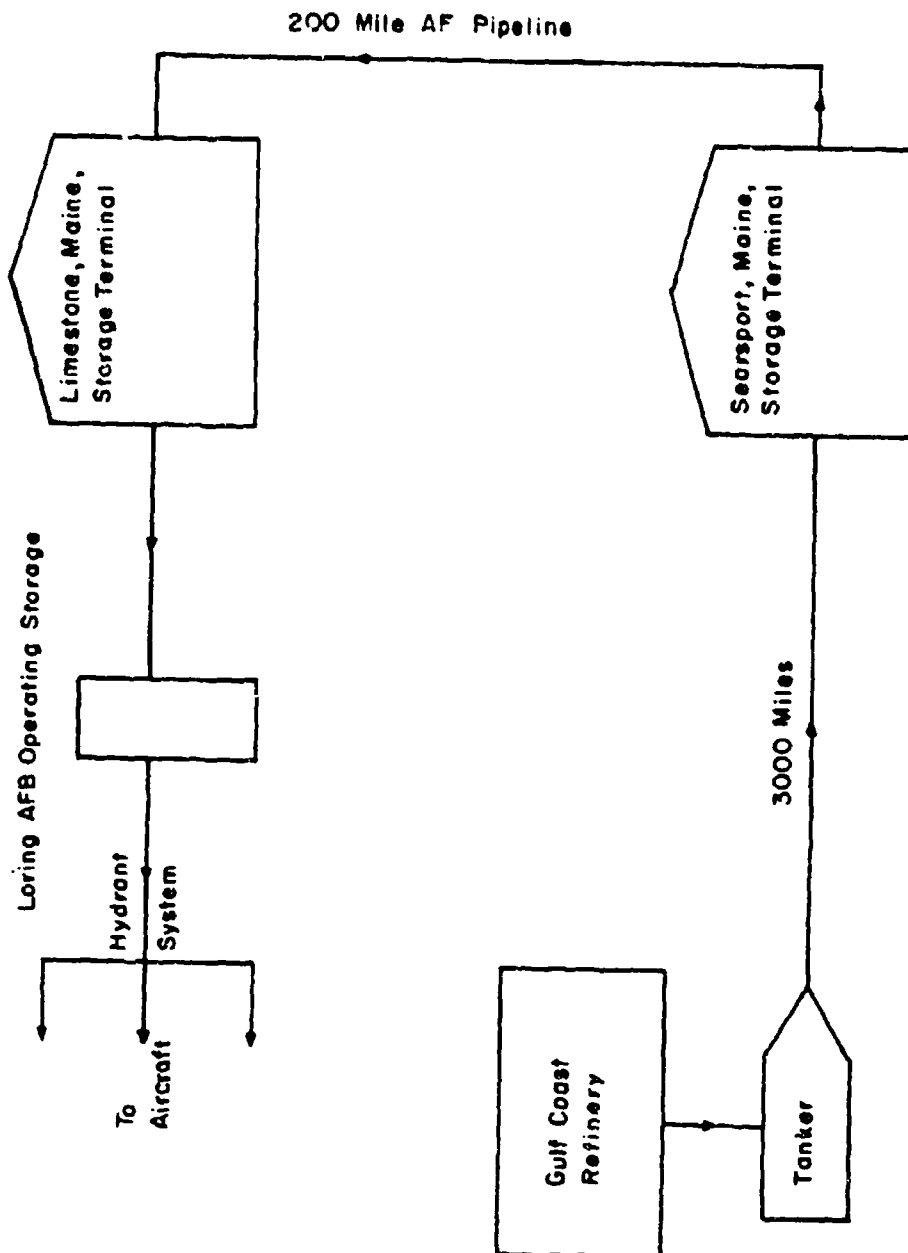 200 Mile AF Pipeline
Limestone, Maine,
Storage Terminal
Searsport, Maine,
Storage Terminal
Loring AFB Operating Storage
Hydrant
System
To
Aircraft
3000 Miles
Gulf Coast
Refinery
Tanker